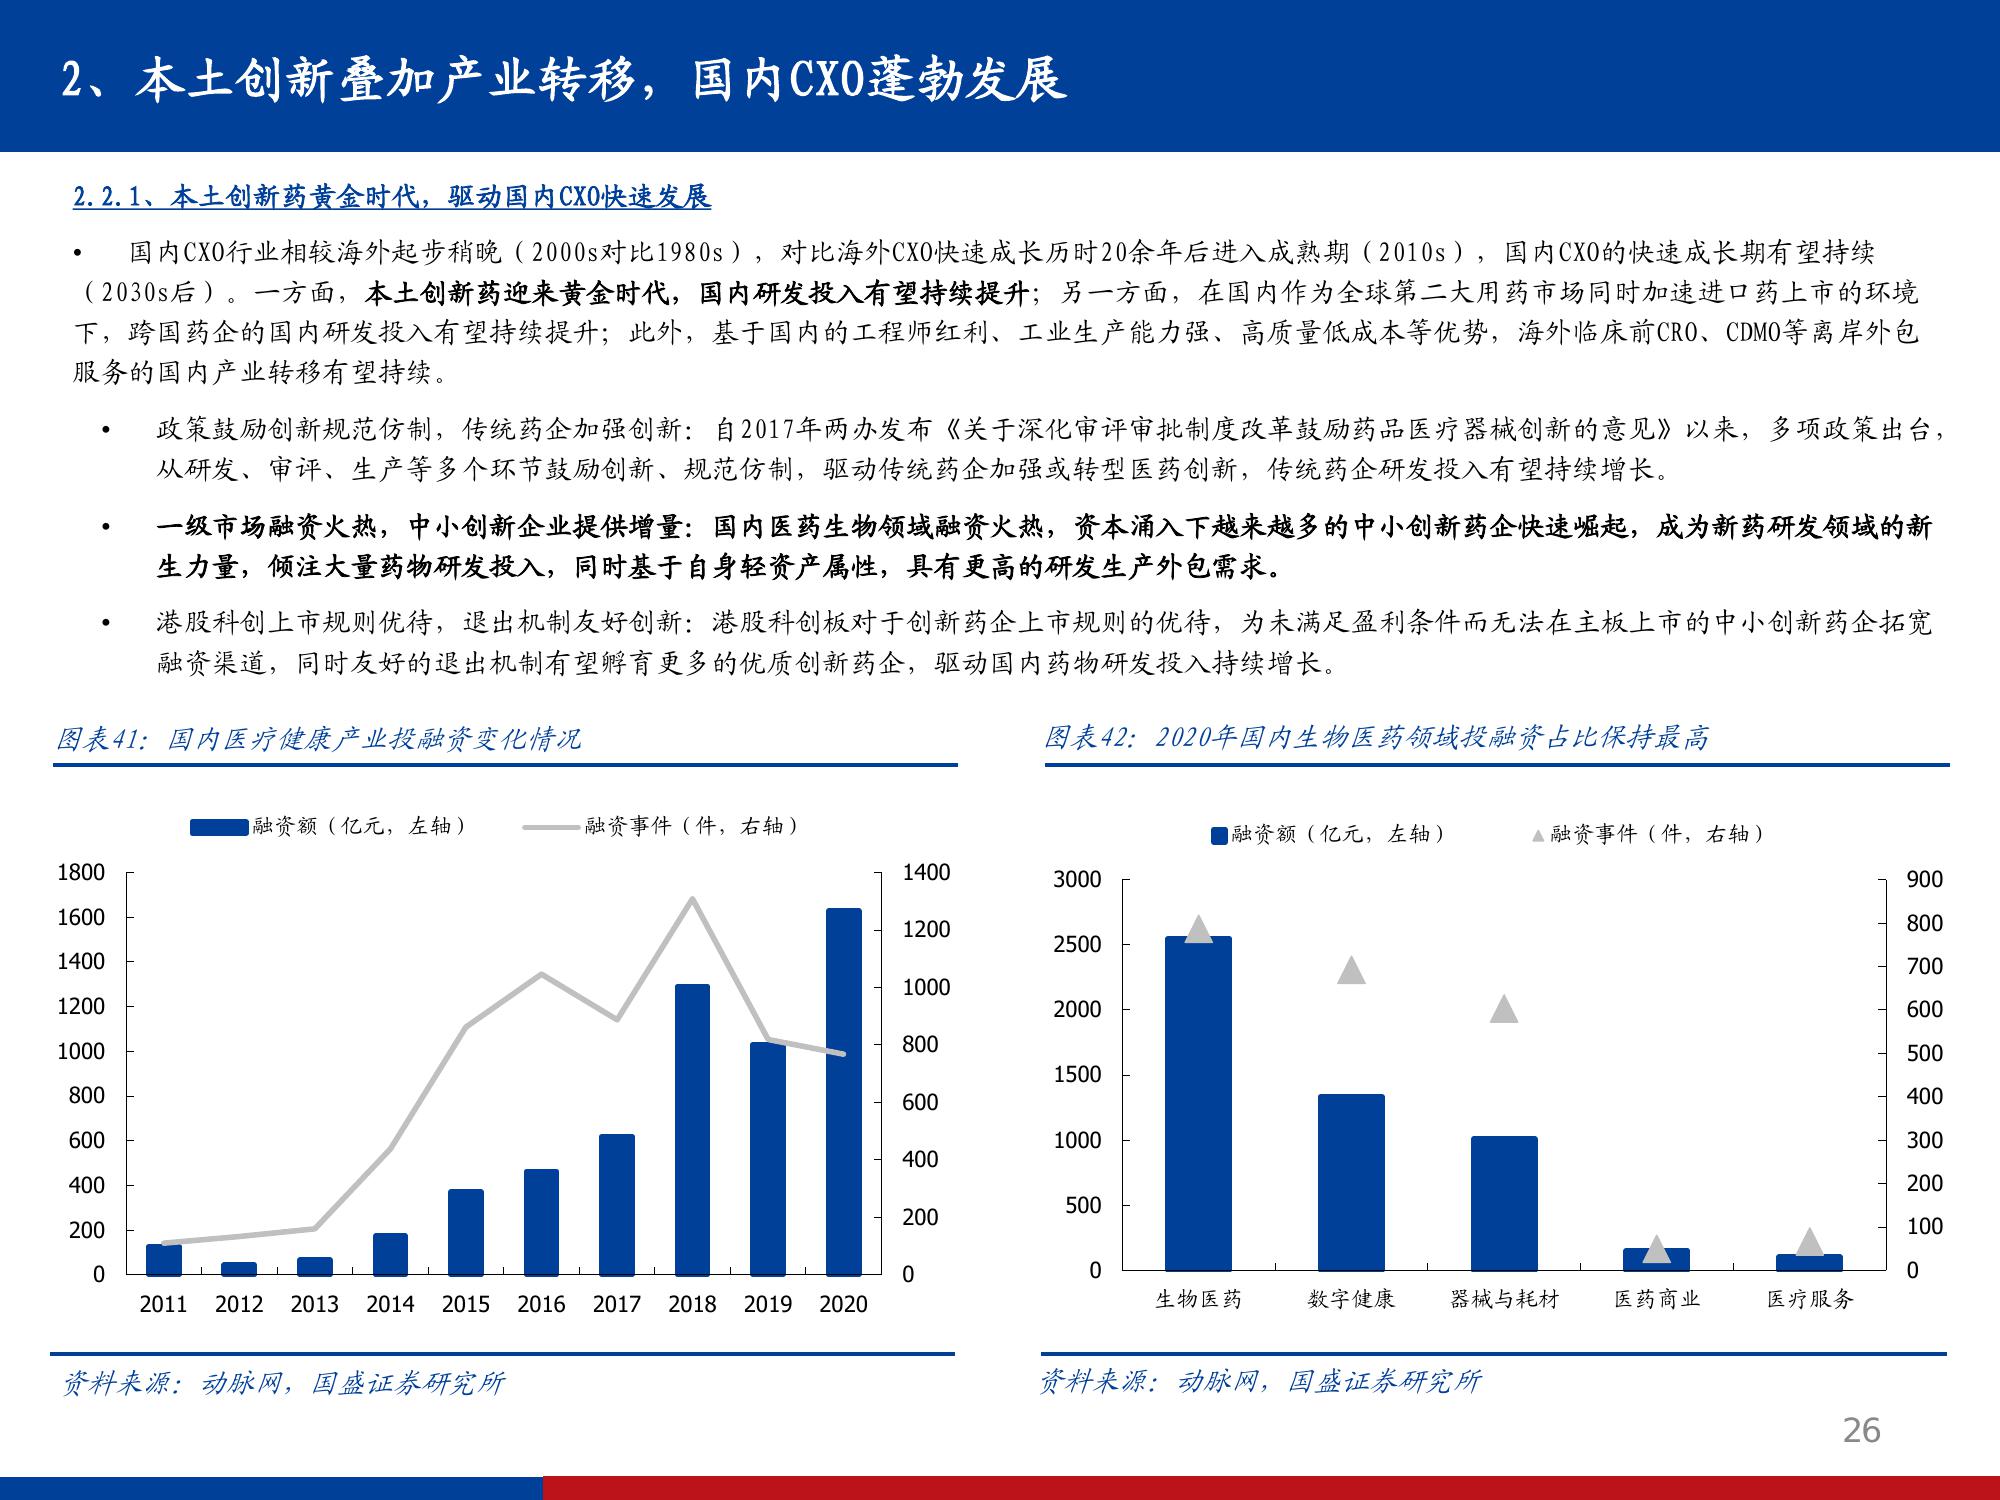 2、本土创新叠加产业转移，国内CXO蓬勃发展
2.2.1、本土创新药黄金时代，驱动国内CXO快速发展
• 国内CXO行业相较海外起步稍晚（2000s对比1980s），对比海外CXO快速成长历时20余年后进入成熟期（2010s），国内CXO的快速成长期有望持续
（2030s后）。一方面，本土创新药迎来黄金时代，国内研发投入有望持续提升；另一方面，在国内作为全球第二大用药市场同时加速进口药上市的环境
下，跨国药企的国内研发投入有望持续提升；此外，基于国内的工程师红利、工业生产能力强、高质量低成本等优势，海外临床前CRO、CDMO等离岸外包
服务的国内产业转移有望持续。
• 政策鼓励创新规范仿制，传统药企加强创新：自2017年两办发布《关于深化审评审批制度改革鼓励药品医疗器械创新的意见》以来，多项政策出台，
从研发、审评、生产等多个环节鼓励创新、规范仿制，驱动传统药企加强或转型医药创新，传统药企研发投入有望持续增长。
• 一级市场融资火热，中小创新企业提供增量：国内医药生物领域融资火热，资本涌入下越来越多的中小创新药企快速崛起，成为新药研发领域的新
生力量，倾注大量药物研发投入，同时基于自身轻资产属性，具有更高的研发生产外包需求。
• 港股科创上市规则优待，退出机制友好创新：港股科创板对于创新药企上市规则的优待，为未满足盈利条件而无法在主板上市的中小创新药企拓宽
融资渠道，同时友好的退出机制有望孵育更多的优质创新药企，驱动国内药物研发投入持续增长。
图表41：国内医疗健康产业投融资变化情况
融资额（亿元，左轴） 融资事件（件，右轴）
1800
1600
1400
1200
1000
800
600
400
200
0
1400
1200
1000
800
600
400
200
0
2011 2012 2013 2014 2015 2016 2017 2018 2019 2020
资料来源：动脉网，国盛证券研究所
图表42：2020年国内生物医药领域投融资占比保持最高
融资额（亿元，左轴） 融资事件（件，右轴）
3000
2500
2000
1500
1000
500
0
900
800
700
600
500
400
300
200
100
0
生物医药 数字健康 器械与耗材 医药商业 医疗服务
资料来源：动脉网，国盛证券研究所
26